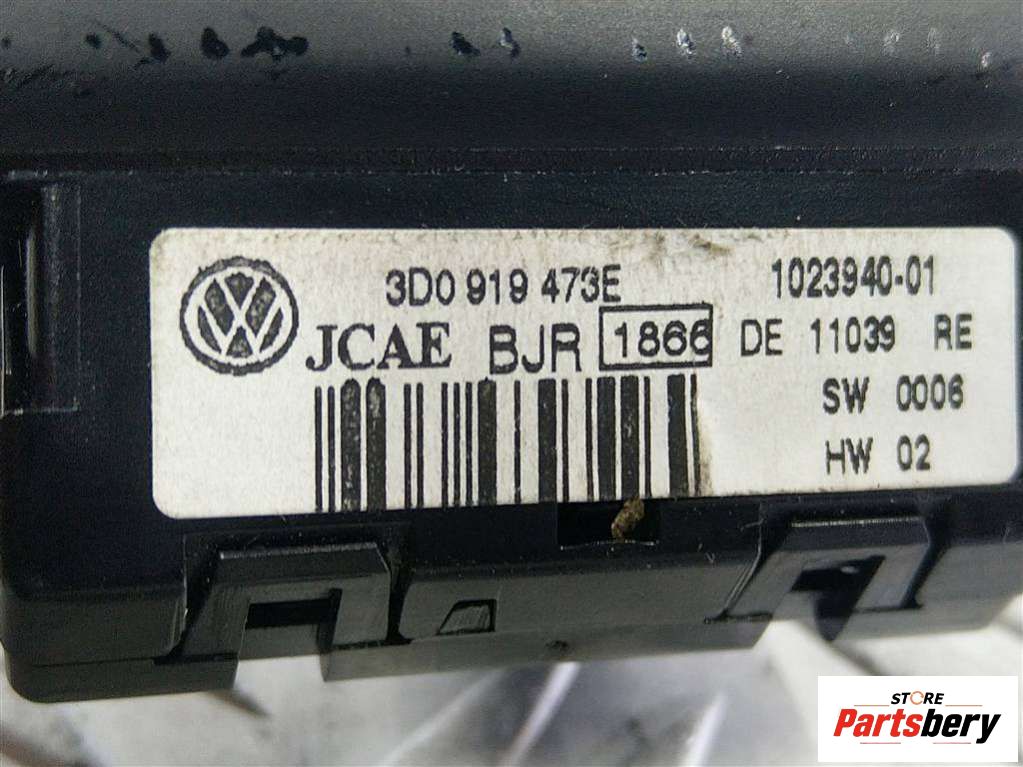 3D0 919 473E 1023940-01
JCAE BJR 1866 DE 11039 RE
SW 0006
HW 02
STORE
Partsbery